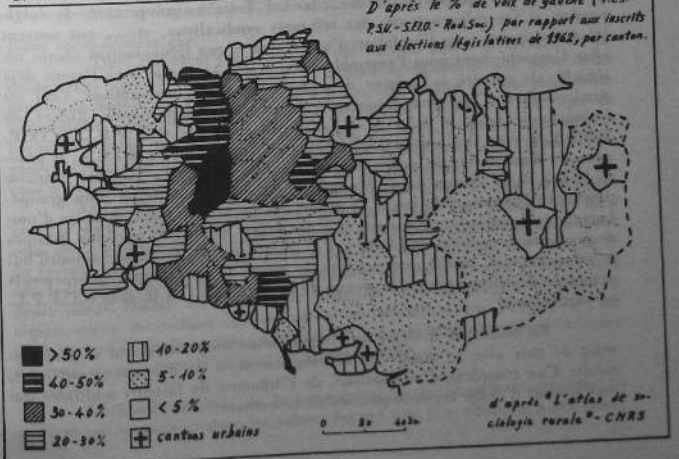 D'après le % de voix de gauche (P.C.F.
P.S.U.-S.F.I.O.-Rad.Soc.) par rapport aux inscrits
aux élections législatives de 1962, par canton.
>50%
40-50%
30-40%
20-30%
10-20%
5-10%
<5%
cantons urbains
0 20 40km
d'après "L'atlas de so-
ciologie rurale"-CNRS